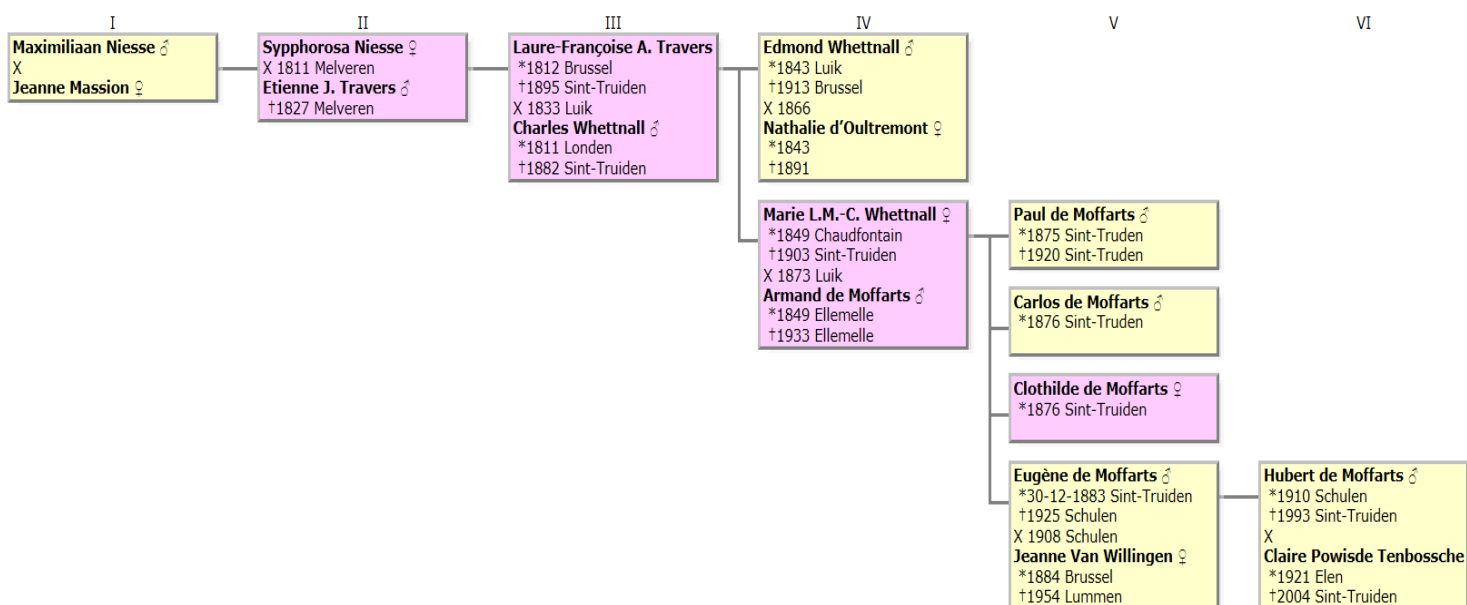 I
II
III
IV
V
VI
Maximiliaan Niesse ♂
X
Jeanne Massion ♀
Sypphorosa Niesse ♀
X 1811 Melveren
Etienne J. Travers ♂
†1827 Melveren
Laure-Françoise A. Travers
*1812 Brussel
†1895 Sint-Truiden
X 1833 Luik
Charles Whettnall ♂
*1811 Londen
†1882 Sint-Truiden
Edmond Whettnall ♂
*1843 Luik
†1913 Brussel
X 1866
Nathalie d'Oultremont ♀
*1843
†1891
Marie L.M.-C. Whettnall ♀
*1849 Chaudfontain
†1903 Sint-Truiden
X 1873 Luik
Armand de Moffarts ♂
*1849 Ellemelle
†1933 Ellemelle
Paul de Moffarts ♂
*1875 Sint-Truden
†1920 Sint-Truden
Carlos de Moffarts ♂
*1876 Sint-Truden
Clothilde de Moffarts ♀
*1876 Sint-Truiden
Eugène de Moffarts ♂
*30-12-1883 Sint-Truiden
†1925 Schulen
X 1908 Schulen
Jeanne Van Willingen ♀
*1884 Brussel
†1954 Lummen
Hubert de Moffarts ♂
*1910 Schulen
†1993 Sint-Truiden
X
Claire Powisde Tenbossche
*1921 Elen
†2004 Sint-Truiden